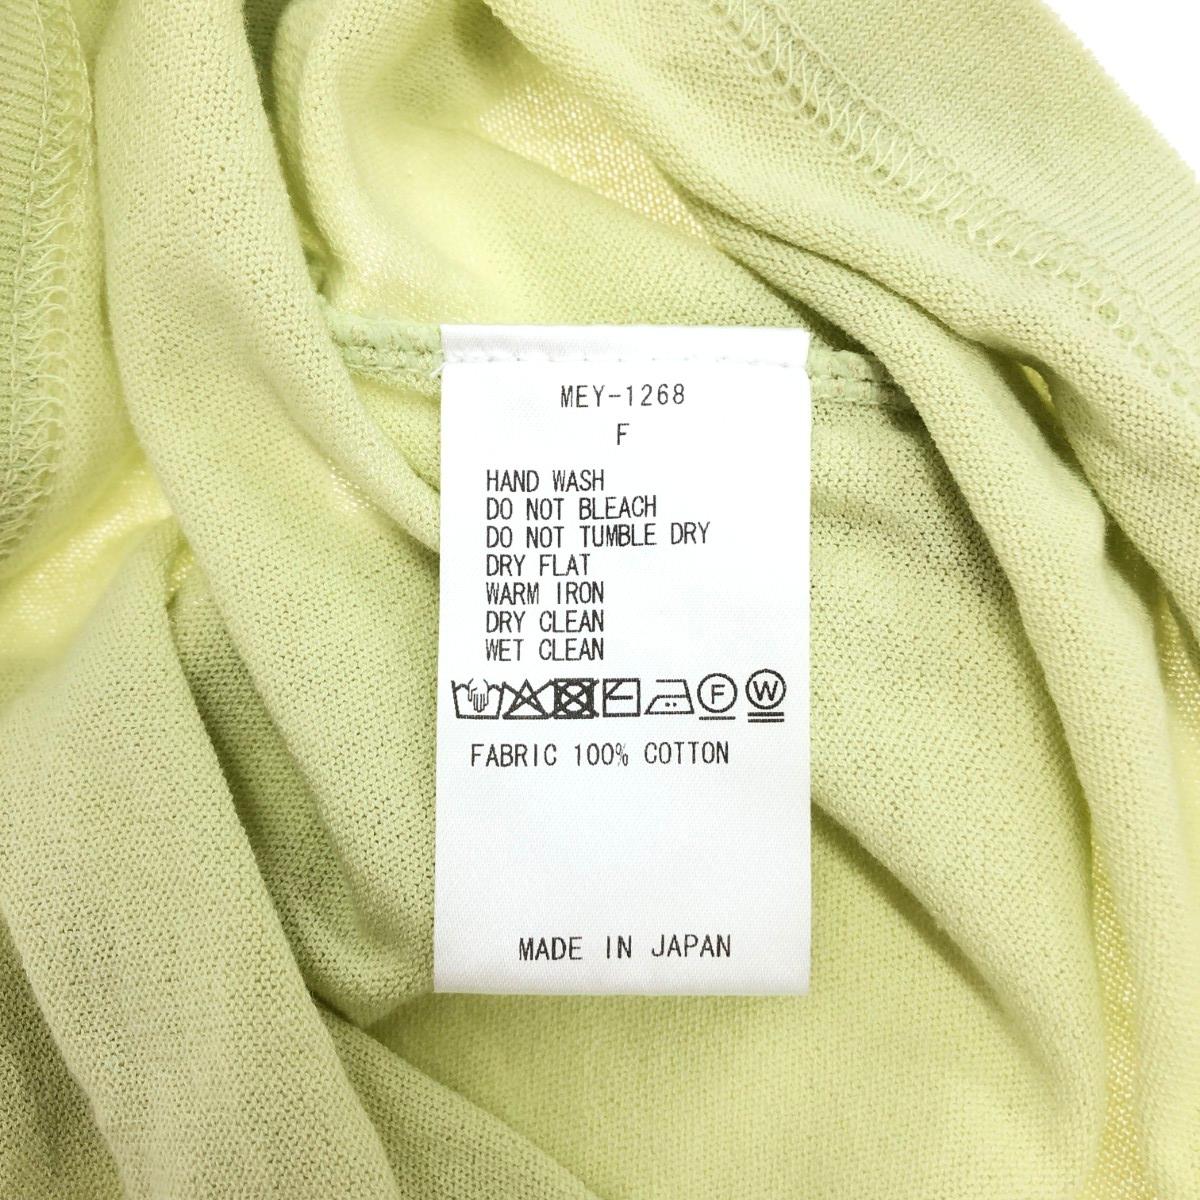 MEY-1268
F
HAND WASH
DO NOT BLEACH
DO NOT TUMBLE DRY
DRY FLAT
WARM IRON
DRY CLEAN
WET CLEAN
F W
FABRIC 100% COTTON
MADE IN JAPAN